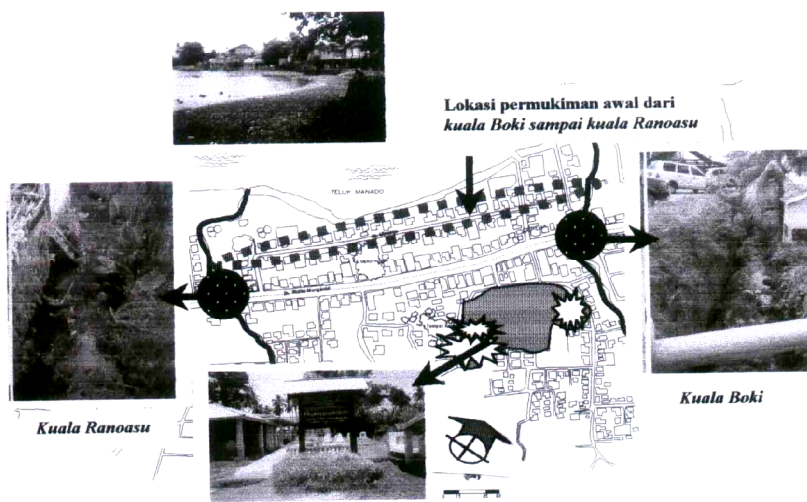 Lokasi permukiman awal dari
kuala Boki sampai kuala Ranoasu
TELUK MANADO
Kuala Ranoasu
Kuala Boki